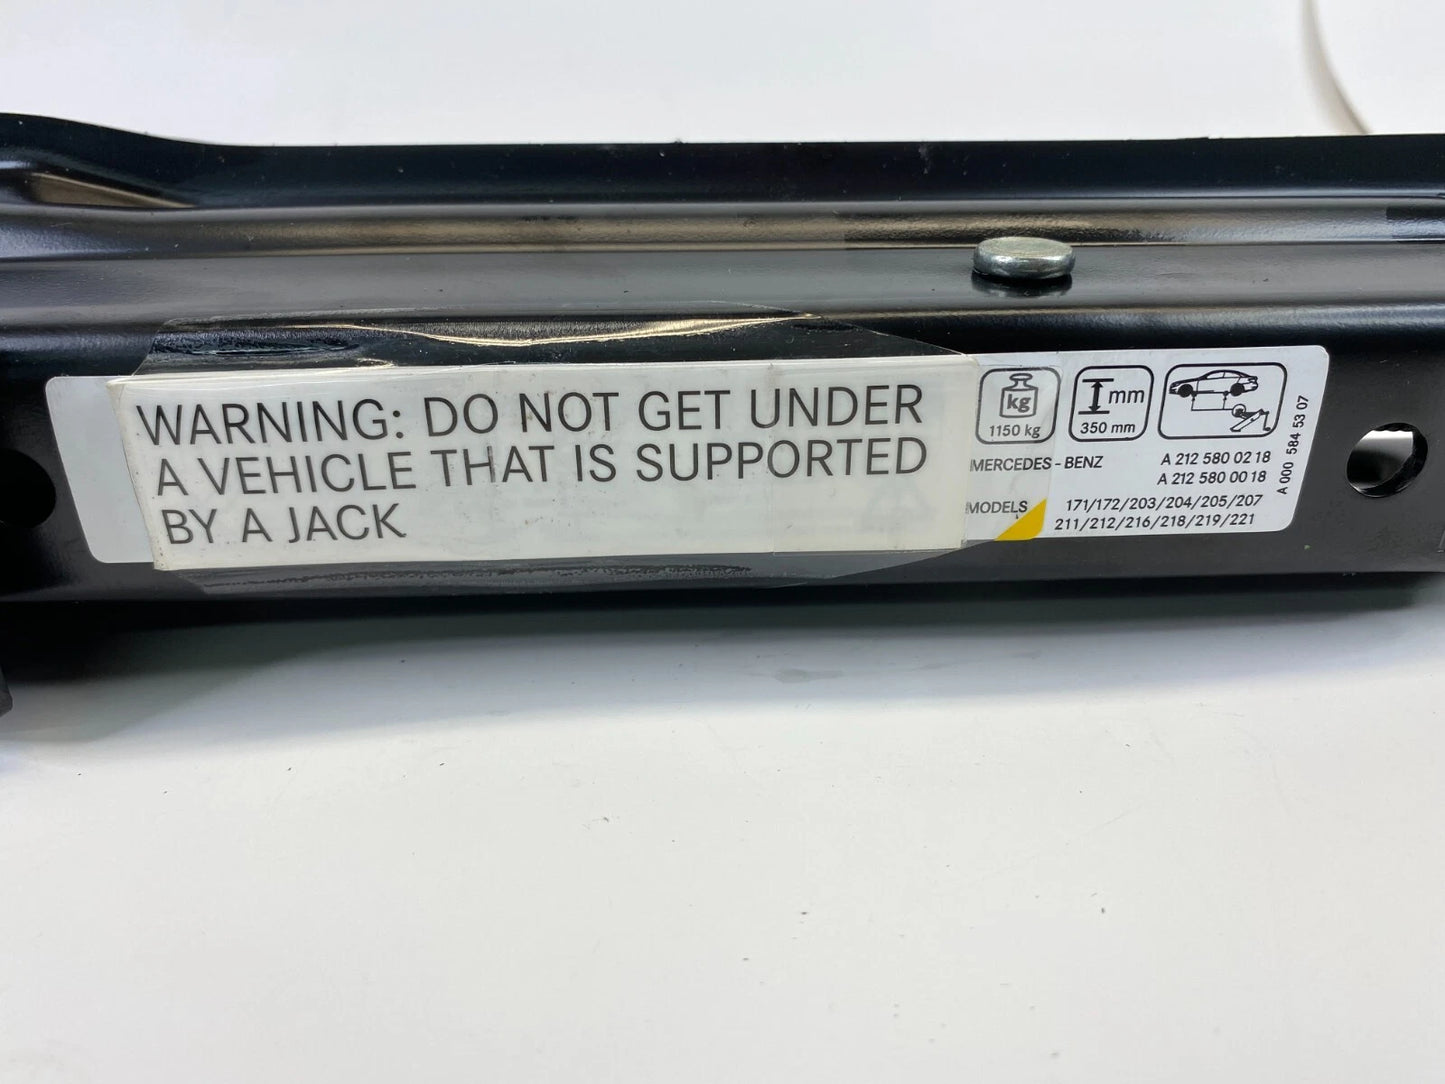 WARNING: DO NOT GET UNDER
A VEHICLE THAT IS SUPPORTED
BY A JACK
kg
1150 kg
mm
350 mm
MERCEDES - BENZ
A 212 580 02 18
A 212 580 00 18
MODELS
171/172/203/204/205/207
211/212/216/218/219/221
A 000 584 53 07